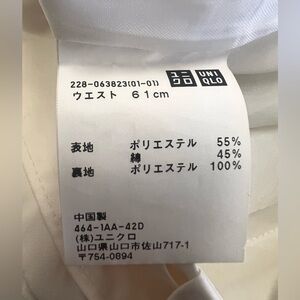 228-063823(01-01)
ユニクロ UNIQLO
ウエスト 61cm
表地 ポリエステル 55%
綿 45%
裏地 ポリエステル 100%
中国製
464-1AA-42D
(株)ユニクロ
山口県山口市佐山717-1
〒754-0894